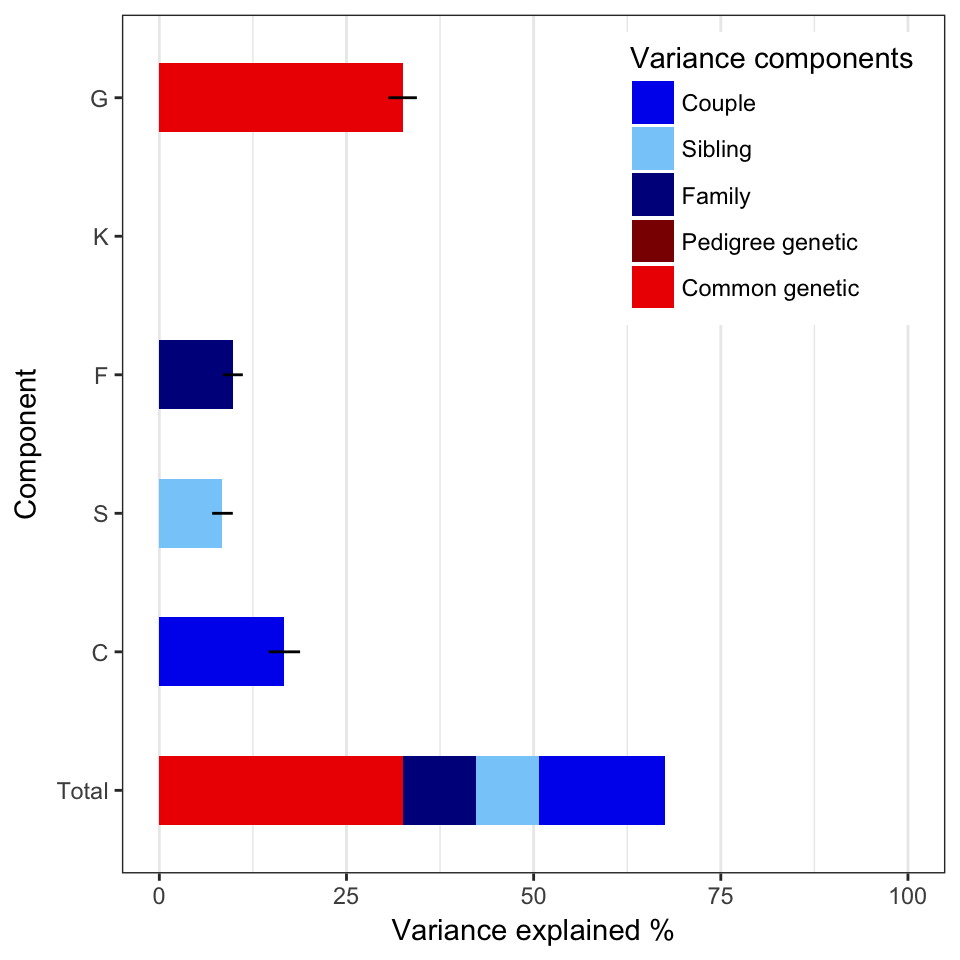 Variance components
Couple
Sibling
Family
Pedigree genetic
Common genetic
G
K
F
S
C
Total
Component
0 25 50 75 100
Variance explained %